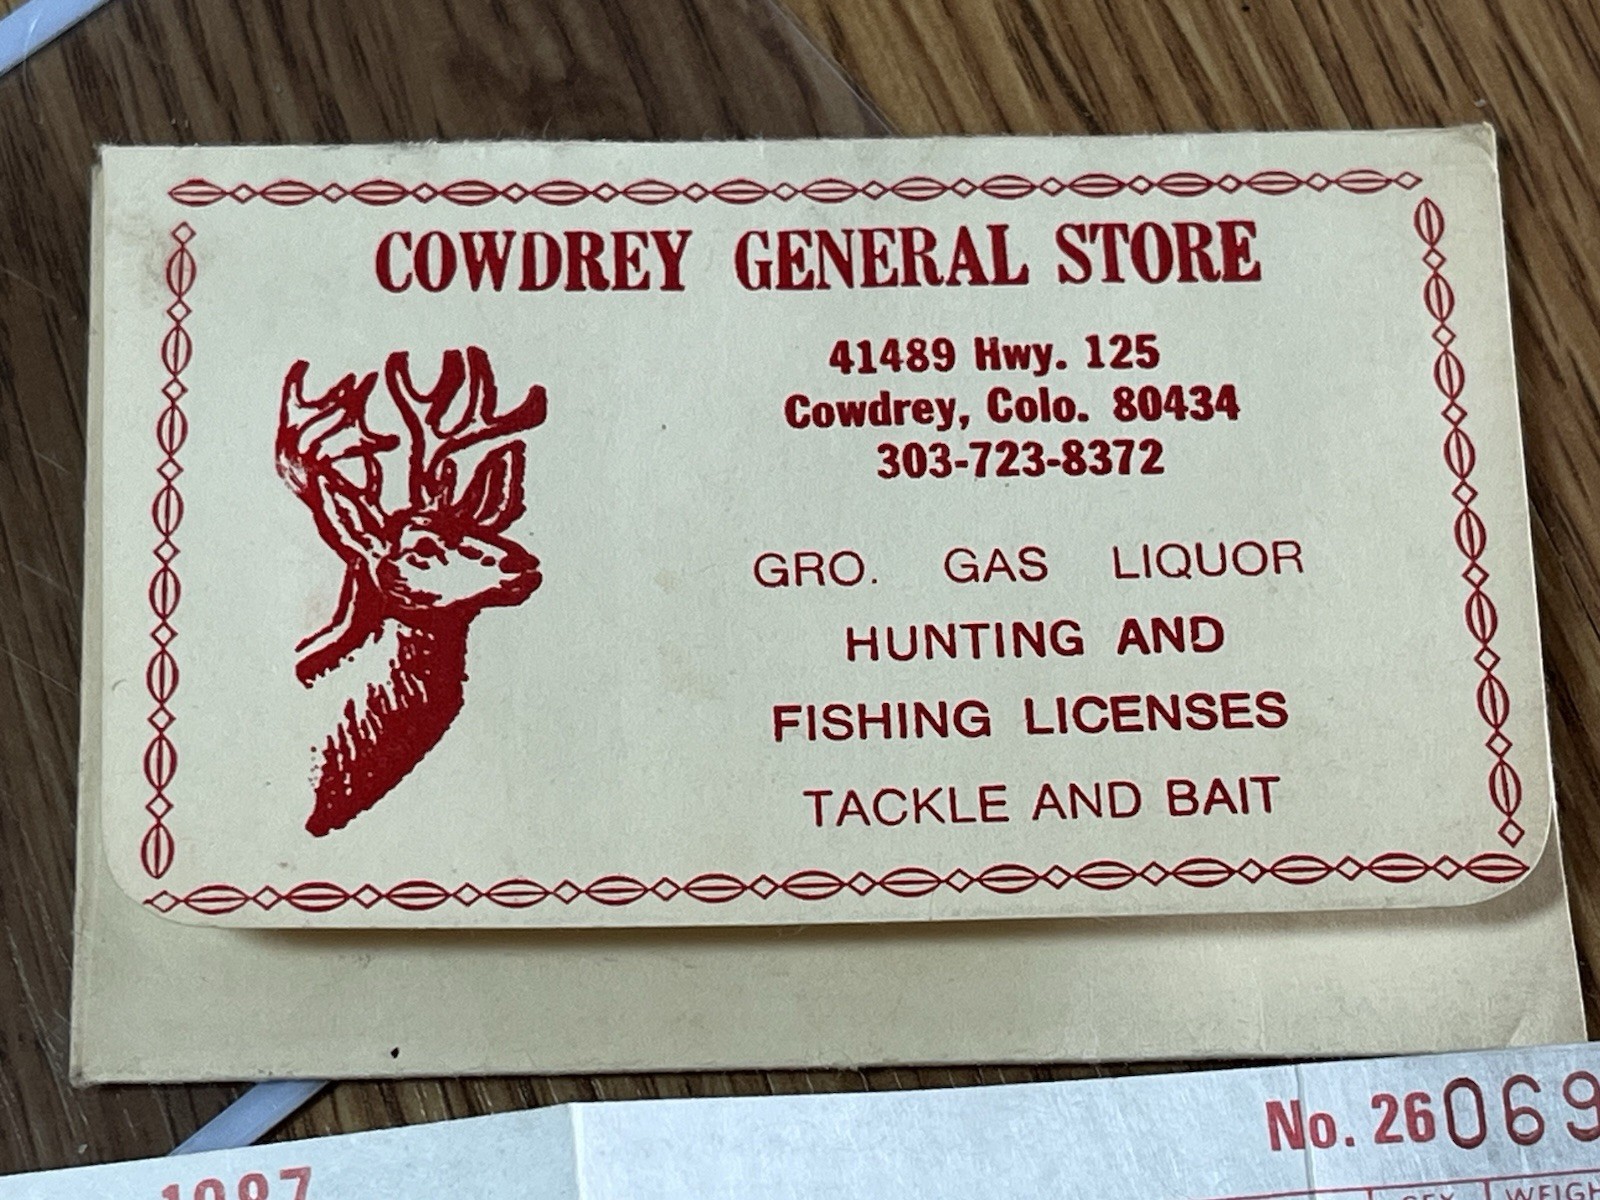 COWDREY GENERAL STORE
41489 Hwy. 125
Cowdrey, Colo. 80434
303-723-8372
GRO. GAS LIQUOR
HUNTING AND
FISHING LICENSES
TACKLE AND BAIT
No. 26069
1987